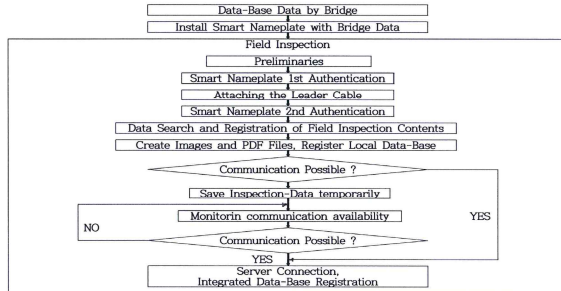 Data-Base Data by Bridge
Install Smart Nameplate with Bridge Data
Field Inspection
Preliminaries
Smart Nameplate 1st Authentication
Attaching the Leader Cable
Smart Nameplate 2nd Authentication
Data Search and Registration of Field Inspection Contents
Create Images and PDF Files, Register Local Data-Base
Communication Possible ?
Save Inspection-Data temporarily
Monitorin communication availability
YES
NO
Communication Possible ?
YES
Server Connection,
Integrated Data-Base Registration